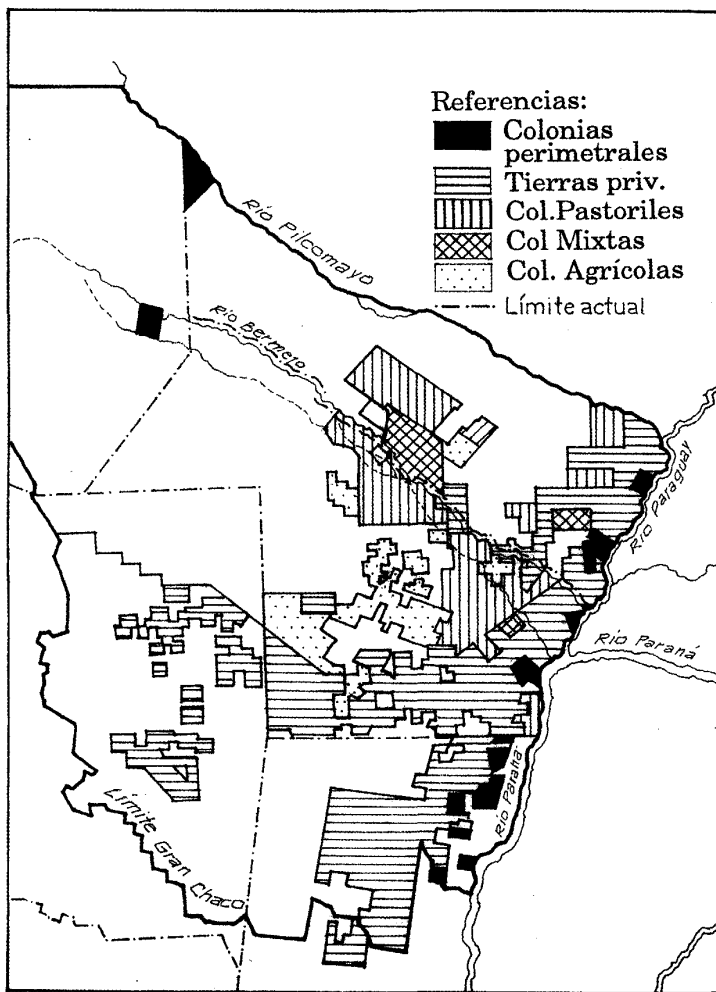 Referencias:
Colonias
perimetrales
Tierras priv.
Col.Pastoriles
Col Mixtas
Col. Agrícolas
Límite actual
Río Pilcomayo
Río Bermejo
Río Paraguay
Río Paraná
Río Paraná
Límite Gran Chaco